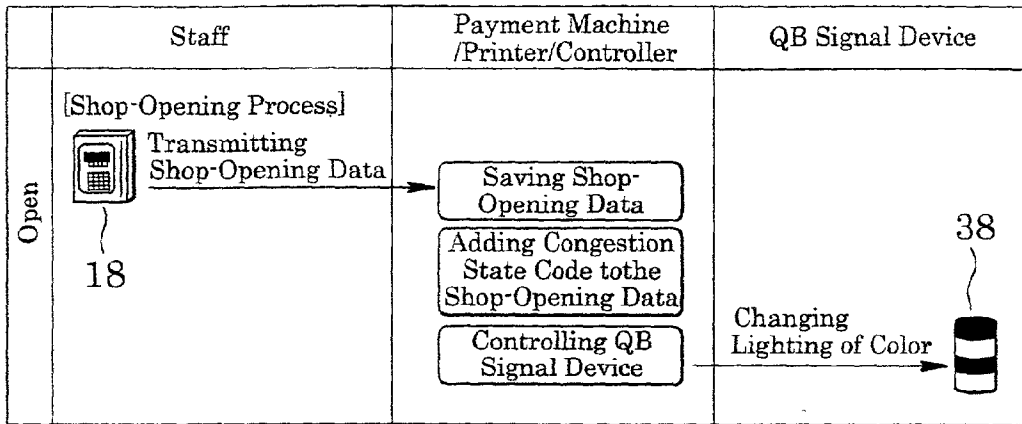 Staff
Payment Machine
/Printer/Controller
QB Signal Device
Open
[Shop-Opening Process]
Transmitting
Shop-Opening Data
18
Saving Shop-
Opening Data
Adding Congestion
State Code tothe
Shop-Opening Data
Controlling QB
Signal Device
Changing
Lighting of Color
38